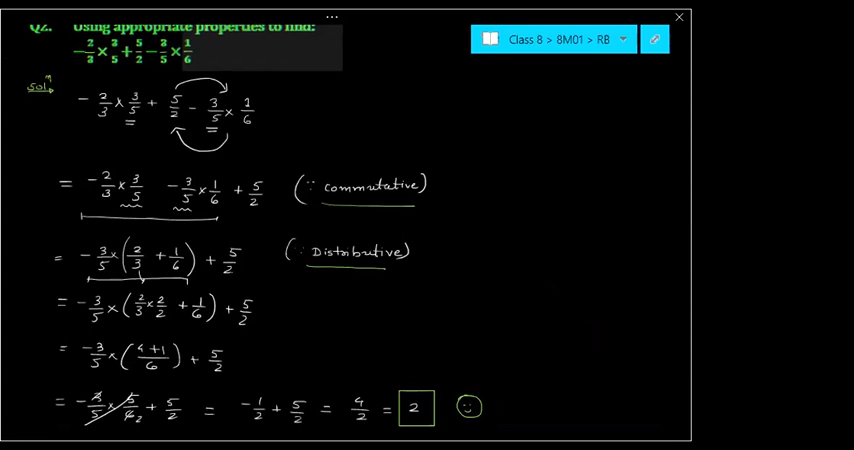 Q2. Using appropriate properties to find:
-2/3 × 3/5 + 5/2 - 3/5 × 1/6
Class 8 > 8M01 > RB
Solⁿ
- 2/3 × 3/5 + 5/2 - 3/5 × 1/6
= -2/3 × 3/5 -3/5 × 1/6 + 5/2 (∵ Commutative)
= -3/5 × (2/3 + 1/6) + 5/2 (∵ Distributive)
= -3/5 × (2/3 × 2/2 + 1/6) + 5/2
= -3/5 × (4+1/6) + 5/2
= -3/5 × 5/6 2 + 5/2 = -1/2 + 5/2 = 4/2 = 2